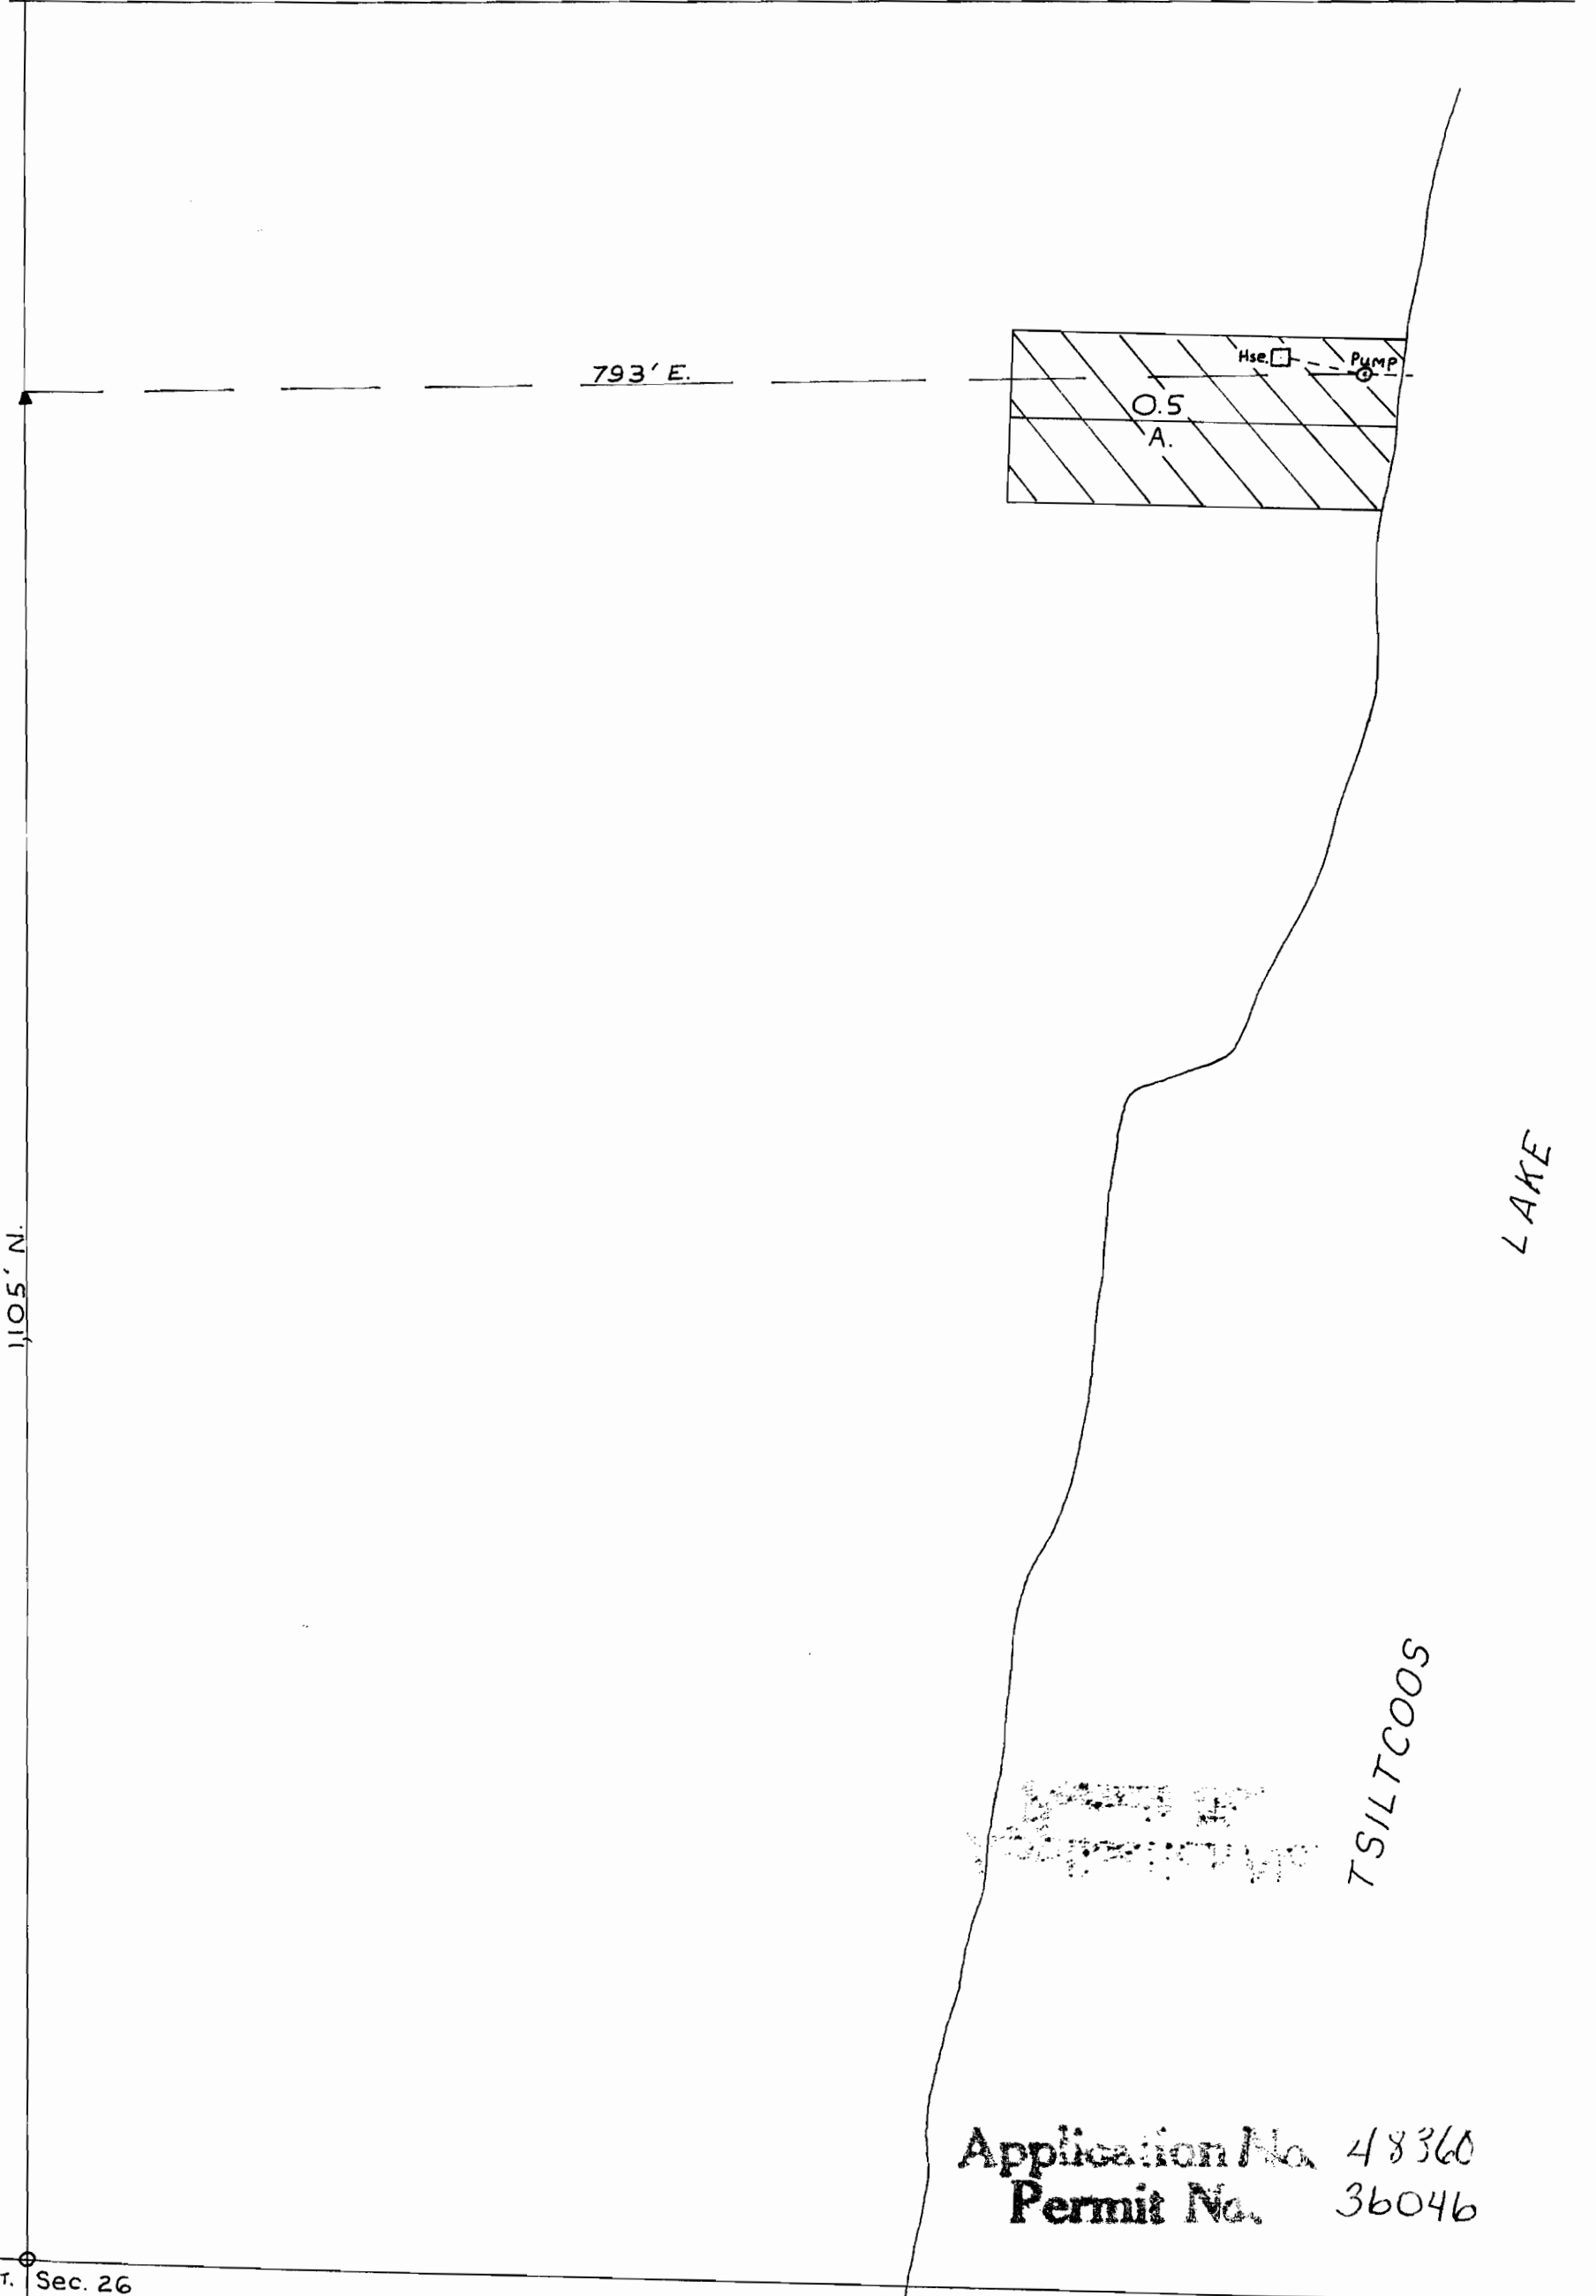 793' E.
Hse.
PUMP
0.5
A.
1,105' N.
LAKE
TSILTCOOS
Application No. 48360
Permit No. 36046
T.
Sec. 26